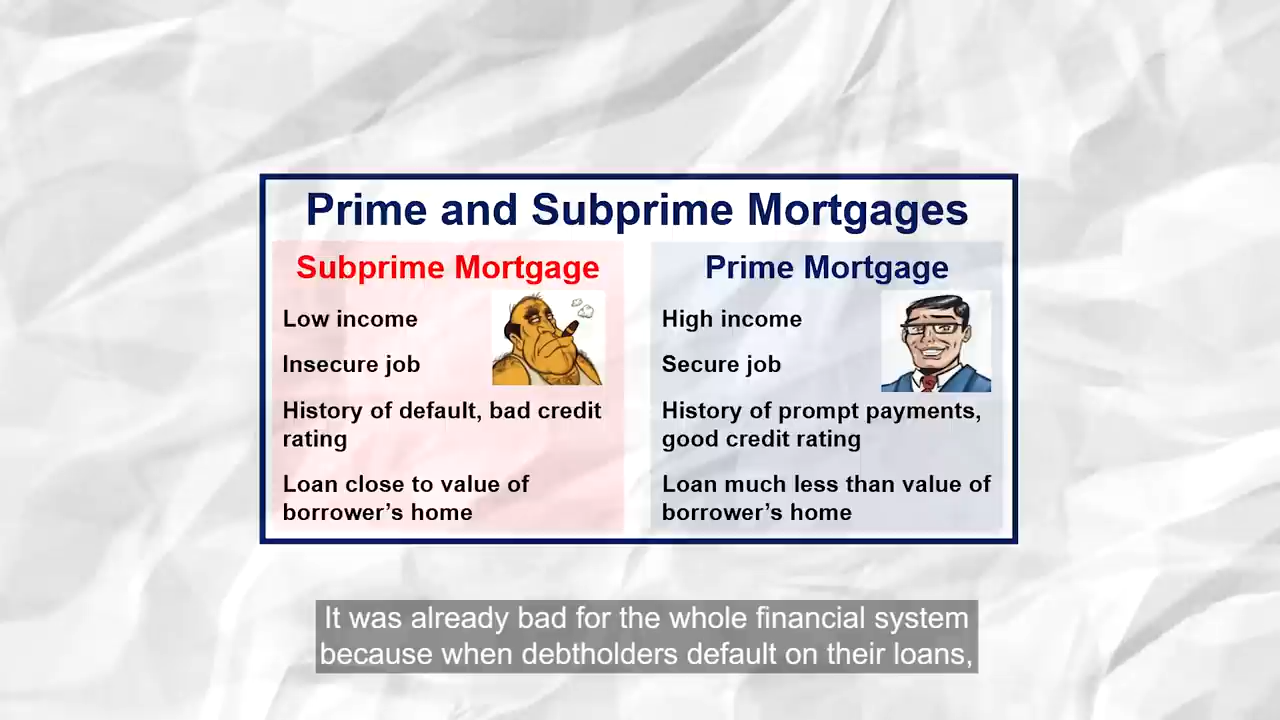 Prime and Subprime Mortgages
Subprime Mortgage
Low income
Insecure job
History of default, bad credit
rating
Loan close to value of
borrower’s home
Prime Mortgage
High income
Secure job
History of prompt payments,
good credit rating
Loan much less than value of
borrower’s home
It was already bad for the whole financial system
because when debtholders default on their loans,